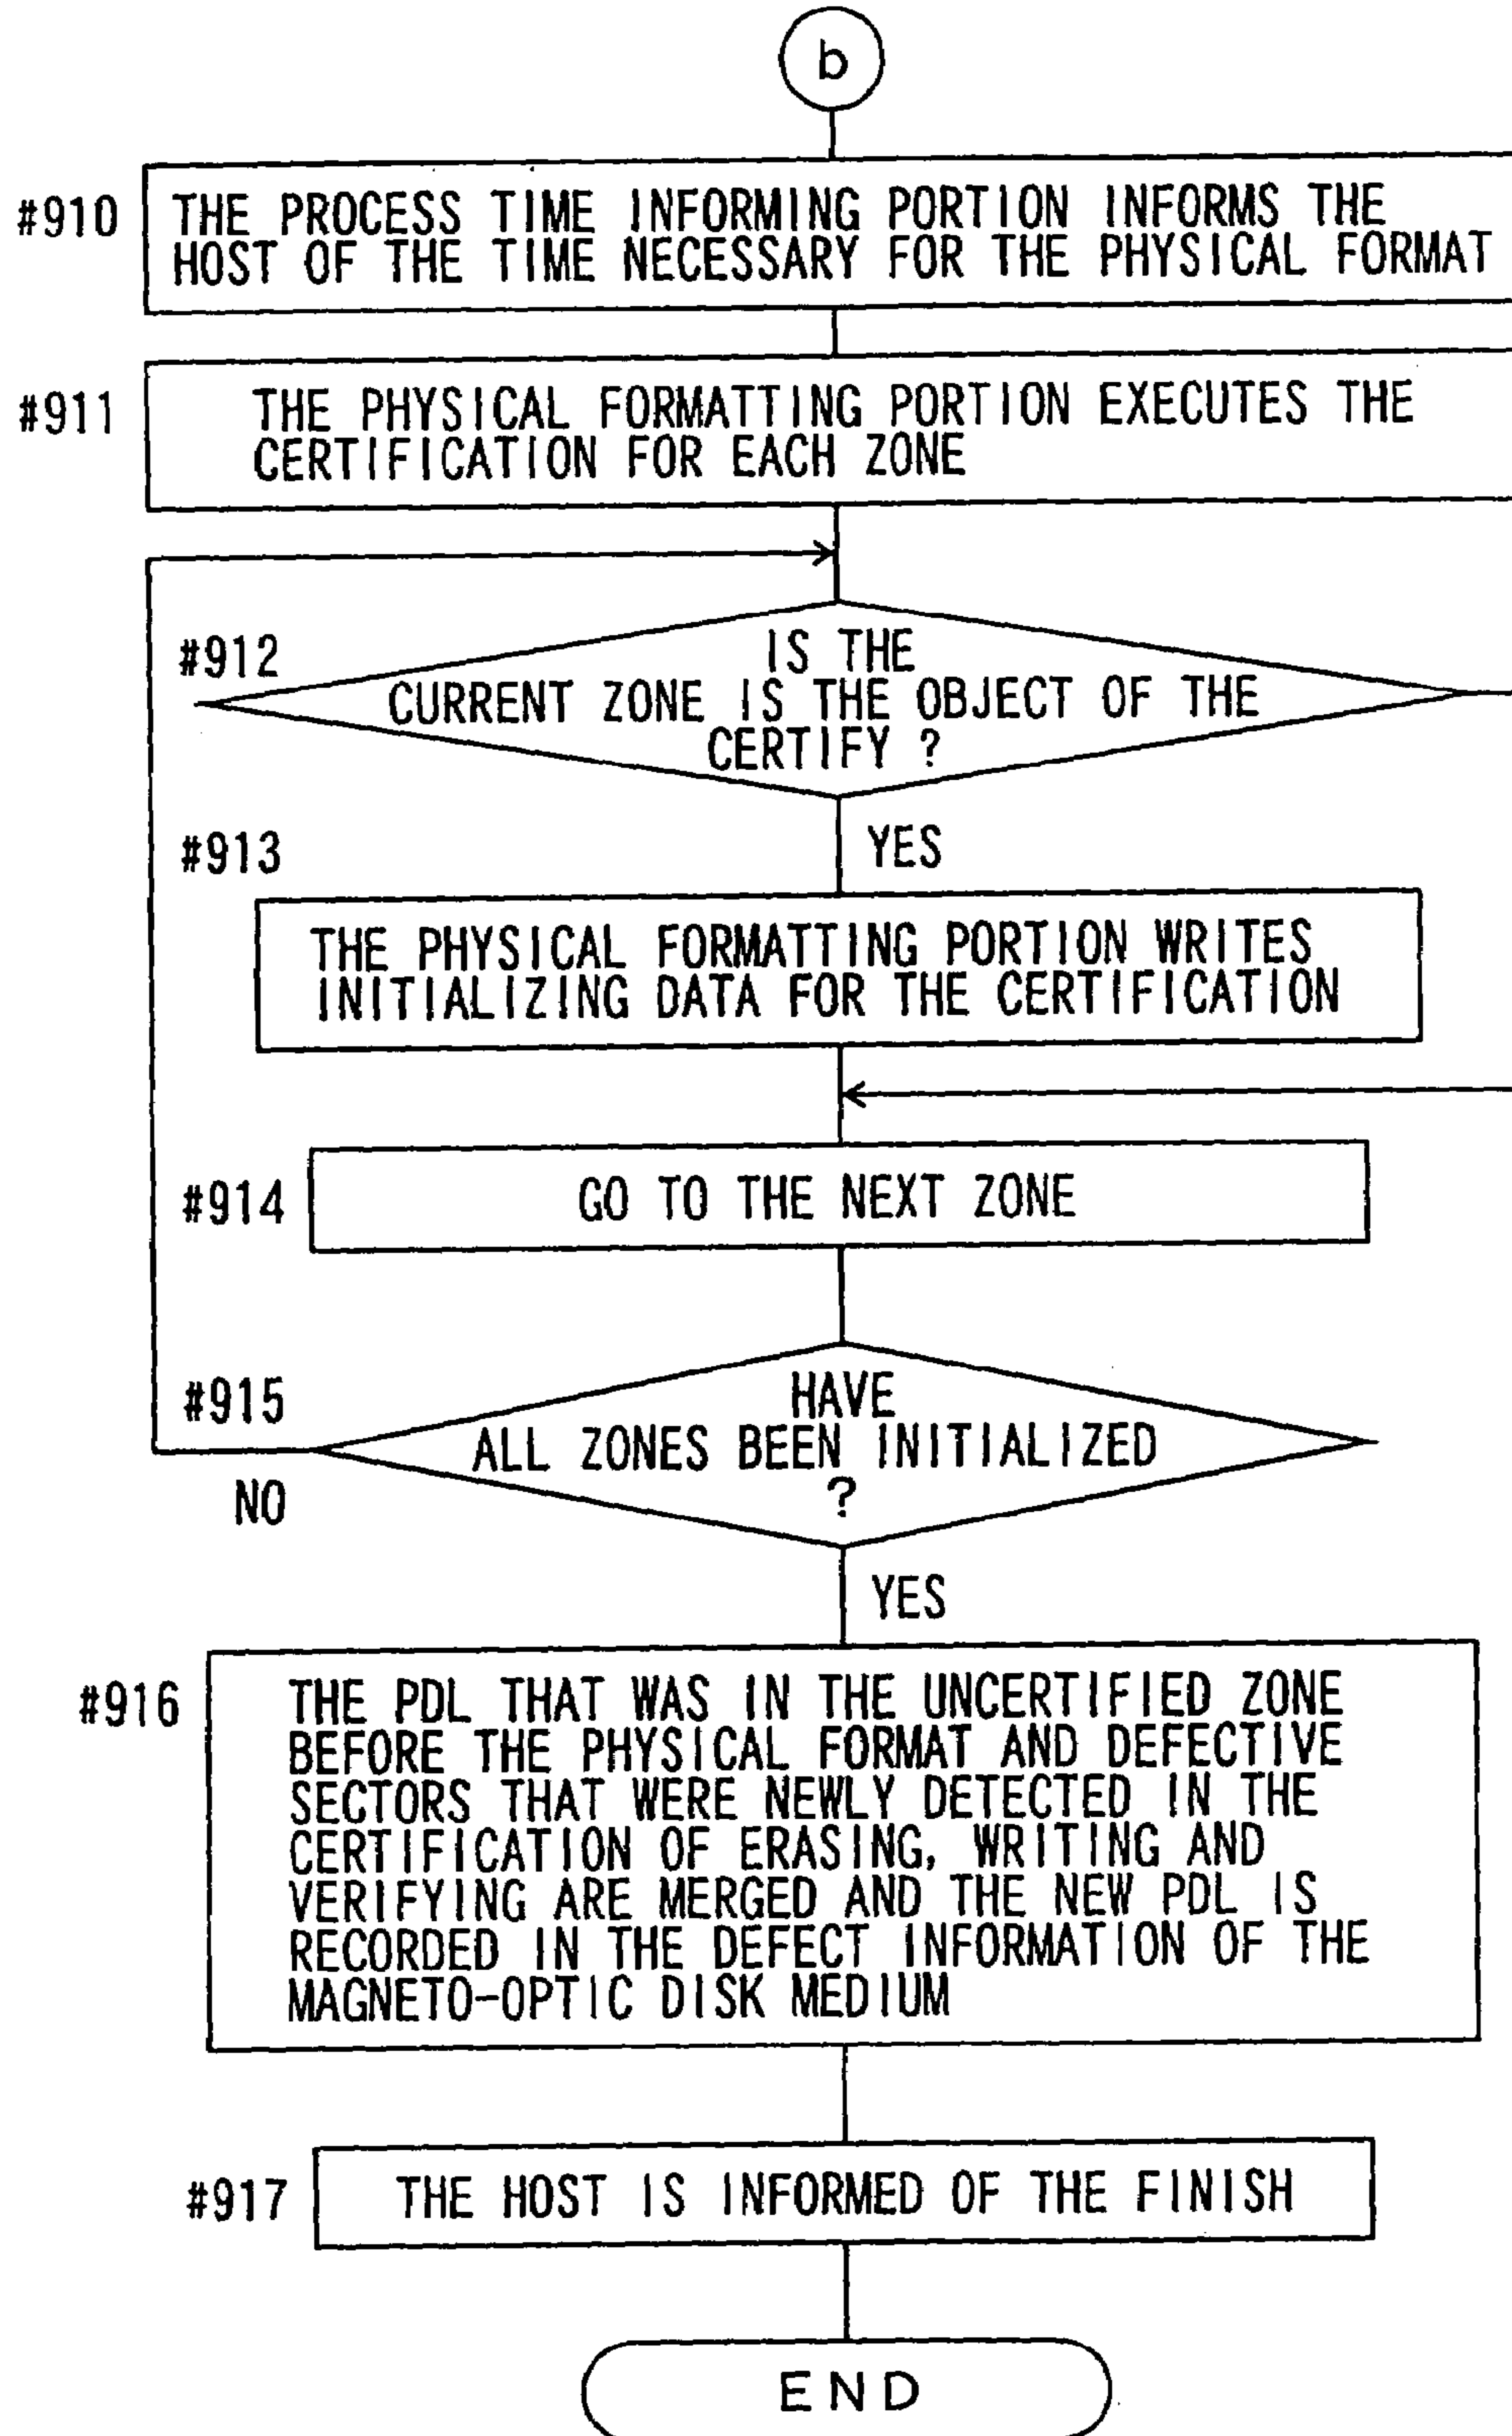 b
#910
THE PROCESS TIME INFORMING PORTION INFORMS THE
HOST OF THE TIME NECESSARY FOR THE PHYSICAL FORMAT
#911
THE PHYSICAL FORMATTING PORTION EXECUTES THE
CERTIFICATION FOR EACH ZONE
#912
IS THE
CURRENT ZONE IS THE OBJECT OF THE
CERTIFY ?
YES
#913
THE PHYSICAL FORMATTING PORTION WRITES
INITIALIZING DATA FOR THE CERTIFICATION
#914
GO TO THE NEXT ZONE
#915
HAVE
ALL ZONES BEEN INITIALIZED
?
NO
YES
#916
THE PDL THAT WAS IN THE UNCERTIFIED ZONE
BEFORE THE PHYSICAL FORMAT AND DEFECTIVE
SECTORS THAT WERE NEWLY DETECTED IN THE
CERTIFICATION OF ERASING, WRITING AND
VERIFYING ARE MERGED AND THE NEW PDL IS
RECORDED IN THE DEFECT INFORMATION OF THE
MAGNETO-OPTIC DISK MEDIUM
#917
THE HOST IS INFORMED OF THE FINISH
END